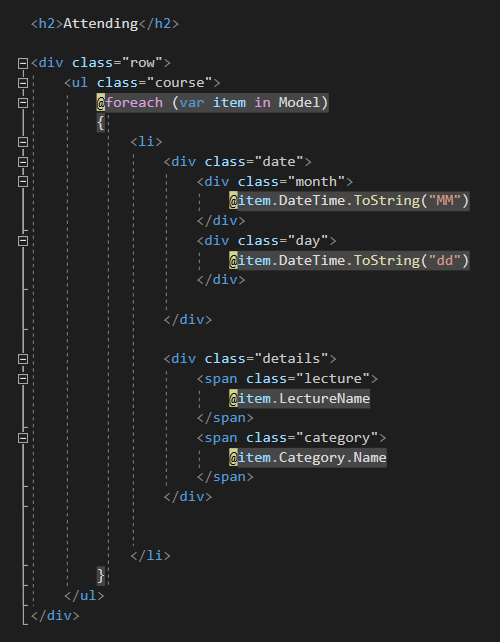 <h2>Attending</h2>
<div class="row">
<ul class="course">
@foreach (var item in Model)
{
<li>
<div class="date">
<div class="month">
@item.DateTime.ToString("MM")
</div>
<div class="day">
@item.DateTime.ToString("dd")
</div>
</div>
<div class="details">
<span class="lecture">
@item.LectureName
</span>
<span class="category">
@item.Category.Name
</span>
</div>
</li>
}
</ul>
</div>